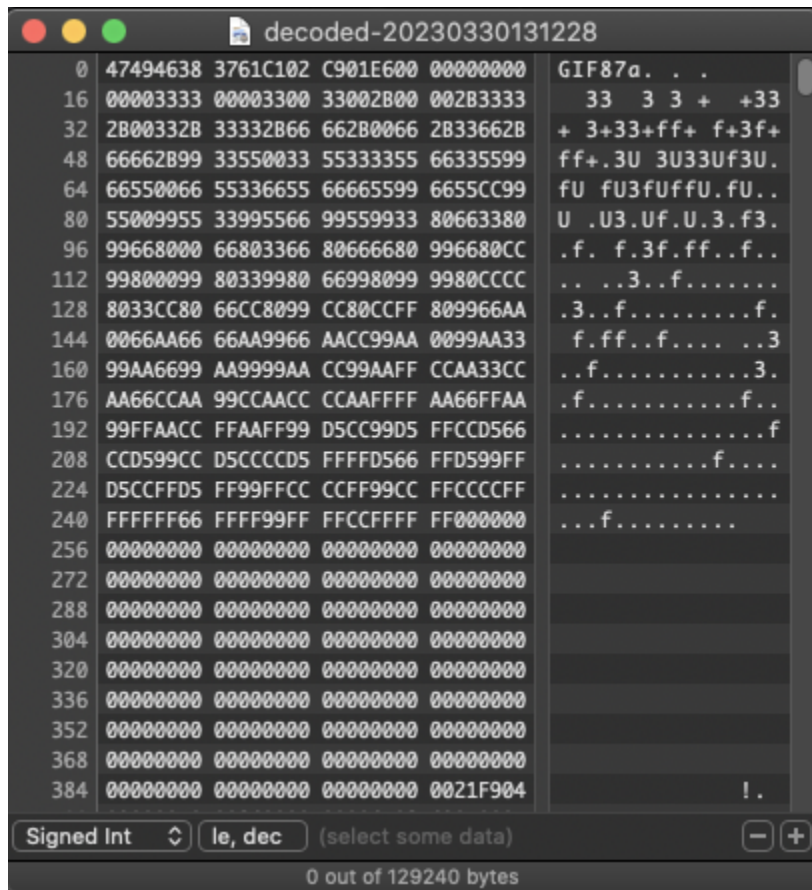 decoded-20230330131228
0 47494638 3761C102 C901E600 00000000 GIF87a. . .
16 00003333 00003300 33002B00 002B3333 33 3 3 + +33
32 2B00332B 33332B66 662B0066 2B33662B + 3+33+ff+ f+3f+
48 66662B99 33550033 55333355 66335599 ff+.3U 3U33Uf3U.
64 66550066 55336655 66665599 6655CC99 fU fU3fUffU.fU..
80 55009955 33995566 99559933 80663380 U .U3.Uf.U.3.f3.
96 99668000 66803366 80666680 996680CC .f. f.3f.ff..f..
112 99800099 80339980 66998099 9980CCCC .. ..3..f.......
128 8033CC80 66CC8099 CC80CCFF 809966AA .3..f.........f.
144 0066AA66 66AA9966 AACC99AA 0099AA33 f.ff..f.... ..3
160 99AA6699 AA9999AA CC99AAFF CCAA33CC ..f...........3.
176 AA66CCAA 99CCAACC CCAAFFFF AA66FFAA .f...........f..
192 99FFAACC FFAAFF99 D5CC99D5 FFCCD566 ...............f
208 CCD599CC D5CCCCD5 FFFFD566 FFD599FF ...........f....
224 D5CCFFD5 FF99FFCC CCFF99CC FFCCCCFF ................
240 FFFFFF66 FFFF99FF FFCCFFFF FF000000 ...f.........
256 00000000 00000000 00000000 00000000
272 00000000 00000000 00000000 00000000
288 00000000 00000000 00000000 00000000
304 00000000 00000000 00000000 00000000
320 00000000 00000000 00000000 00000000
336 00000000 00000000 00000000 00000000
352 00000000 00000000 00000000 00000000
368 00000000 00000000 00000000 00000000
384 00000000 00000000 00000000 0021F904 !.
Signed Int le, dec (select some data)
0 out of 129240 bytes